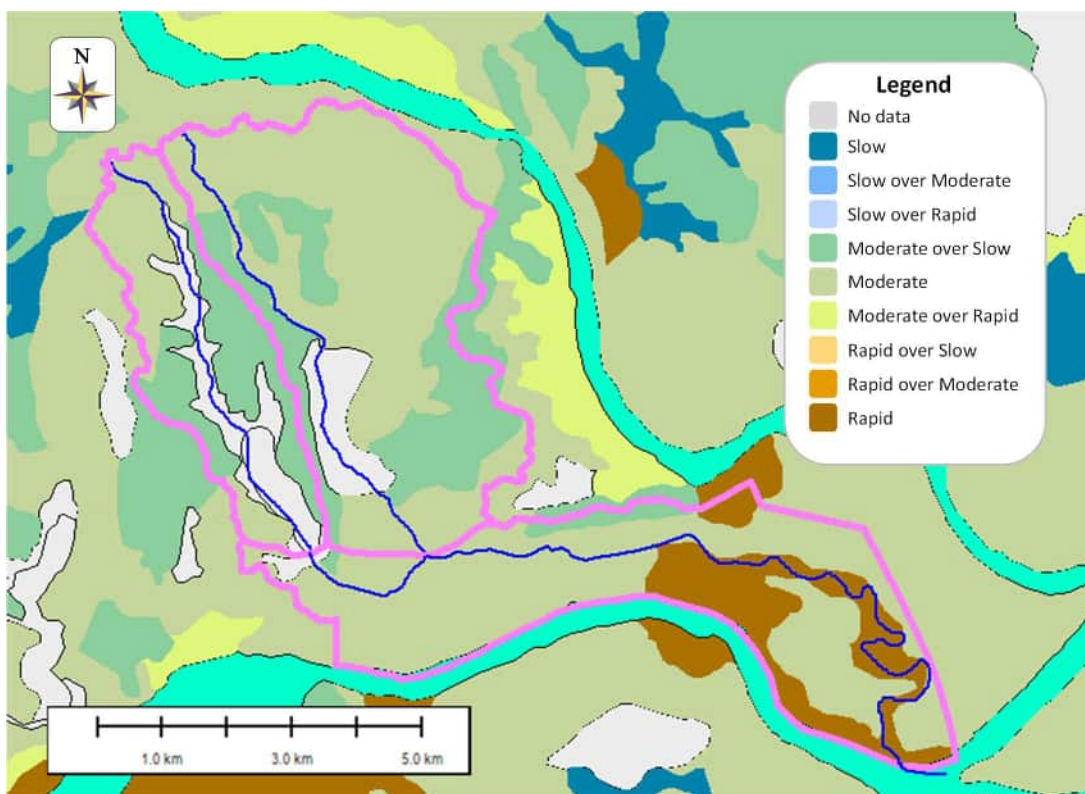 N
Legend
No data
Slow
Slow over Moderate
Slow over Rapid
Moderate over Slow
Moderate
Moderate over Rapid
Rapid over Slow
Rapid over Moderate
Rapid
1.0 km 3.0 km 5.0 km